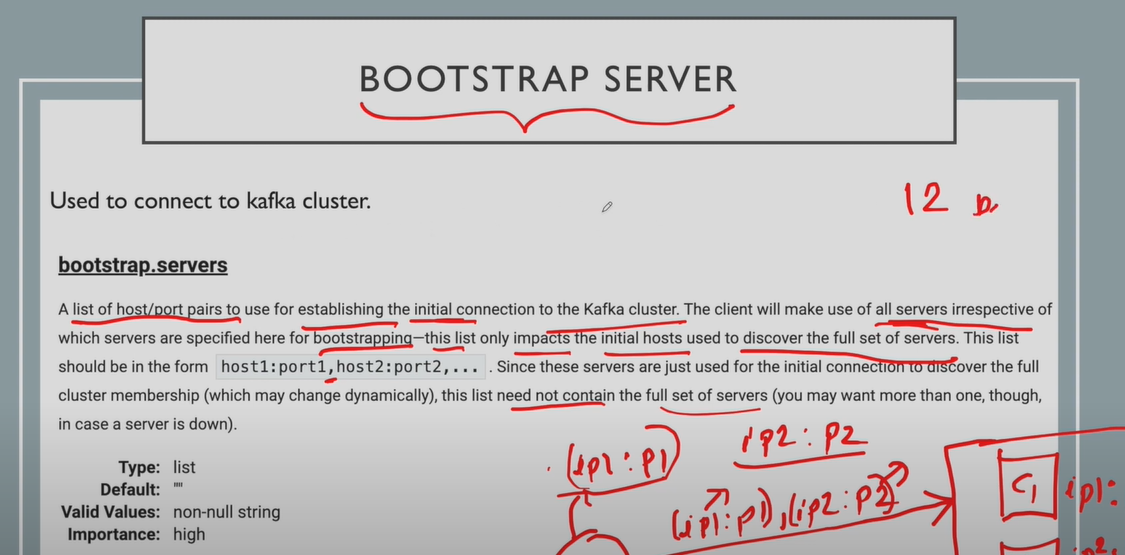 BOOTSTRAP SERVER
Used to connect to kafka cluster.
12 b,
bootstrap.servers
A list of host/port pairs to use for establishing the initial connection to the Kafka cluster. The client will make use of all servers irrespective of
which servers are specified here for bootstrapping—this list only impacts the initial hosts used to discover the full set of servers. This list
should be in the form host1:port1,host2:port2,... . Since these servers are just used for the initial connection to discover the full
cluster membership (which may change dynamically), this list need not contain the full set of servers (you may want more than one, though,
in case a server is down).
Type: list
Default: ""
Valid Values: non-null string
Importance: high
(ip1:p1)
ip2:p2
(ip1:p1),(ip2:p2)
C1
ip1: